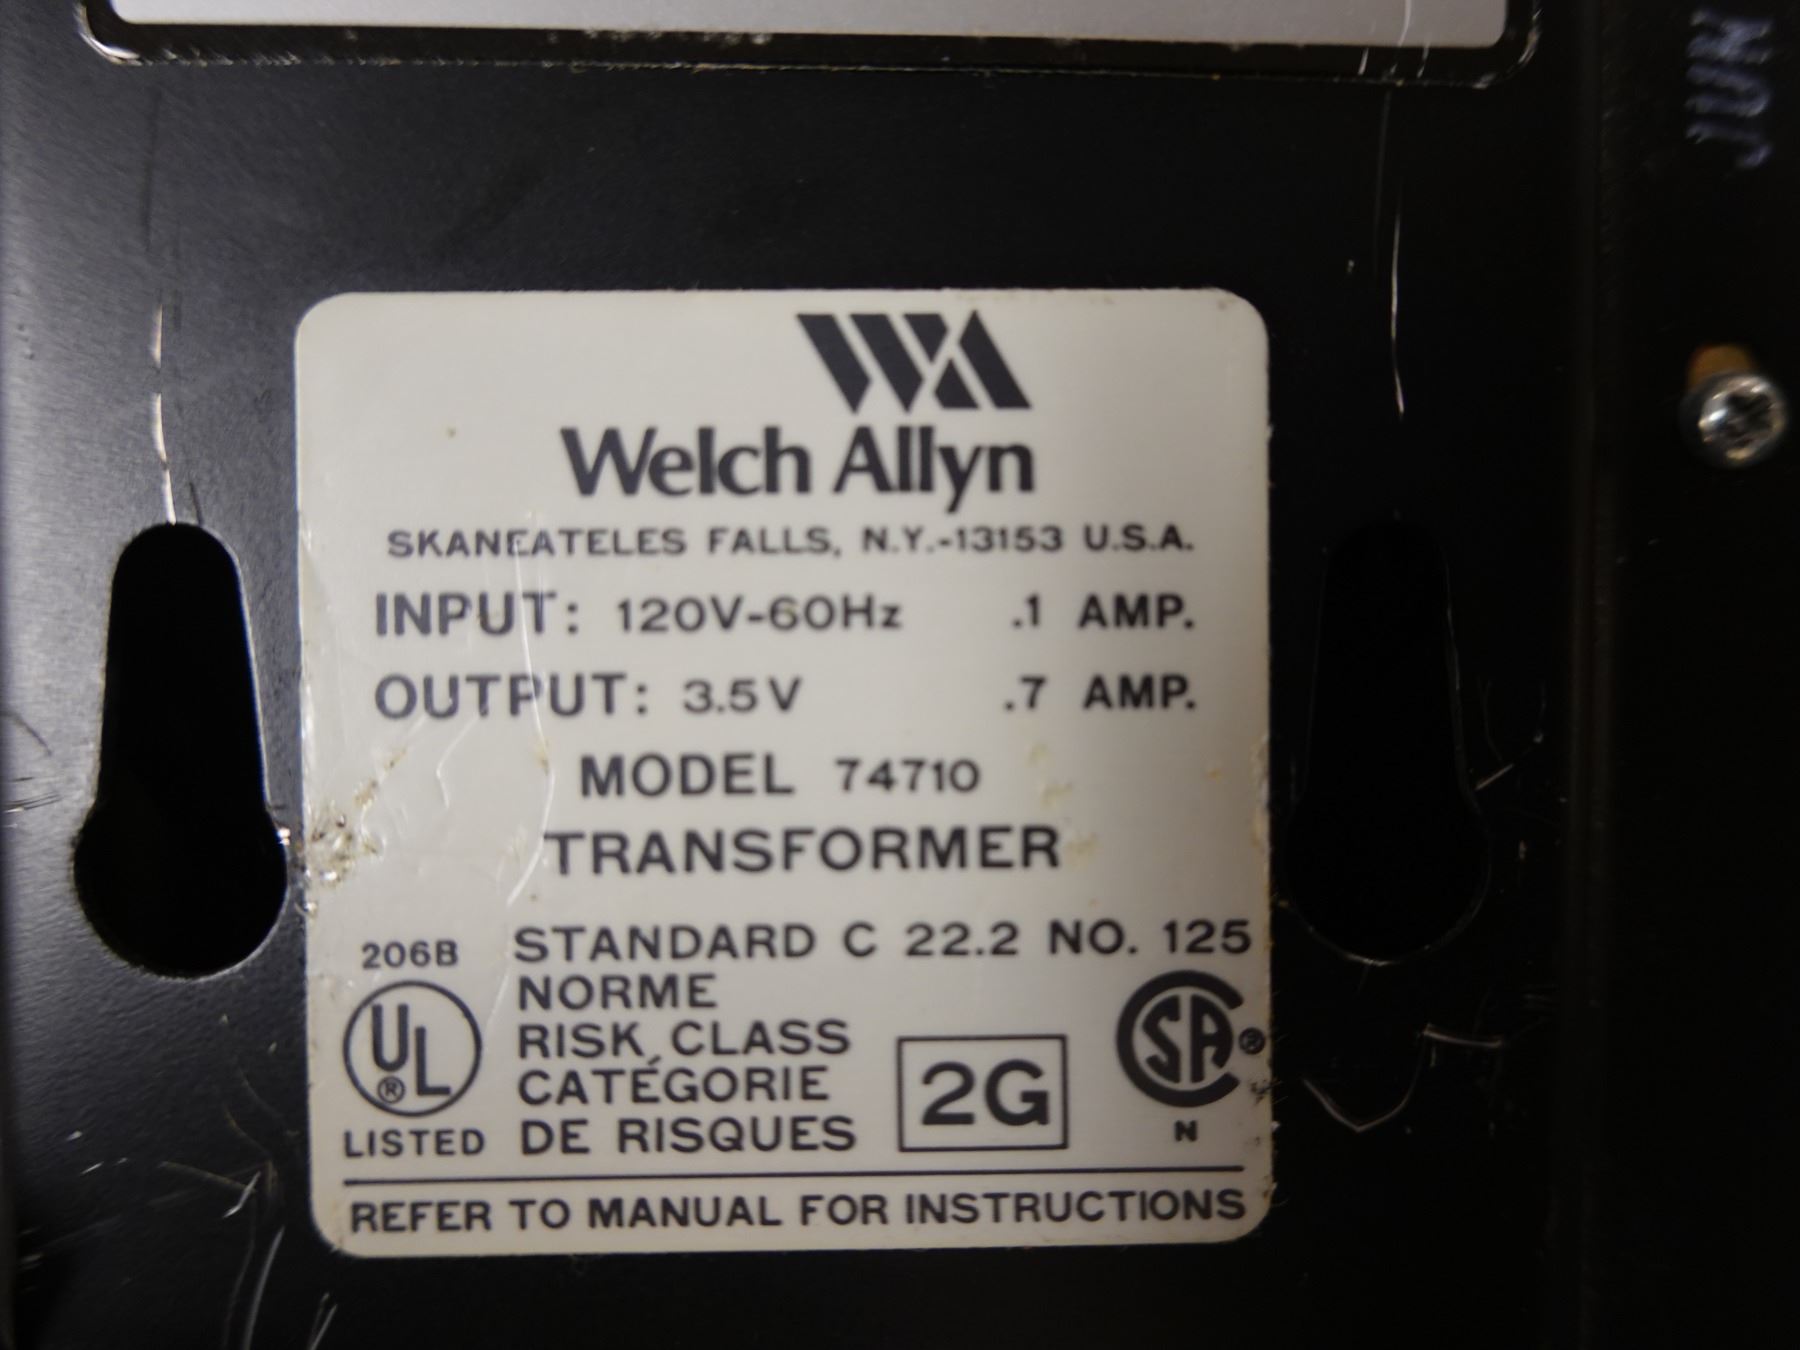 WA
Welch Allyn
SKANEATELES FALLS, N.Y.-13153 U.S.A.
INPUT: 120V-60Hz .1 AMP.
OUTPUT: 3.5V .7 AMP.
MODEL 74710
TRANSFORMER
206B STANDARD C 22.2 NO. 125
NORME
RISK CLASS
CATÉGORIE
DE RISQUES
UL ®
LISTED
2G
SA ®
N
REFER TO MANUAL FOR INSTRUCTIONS